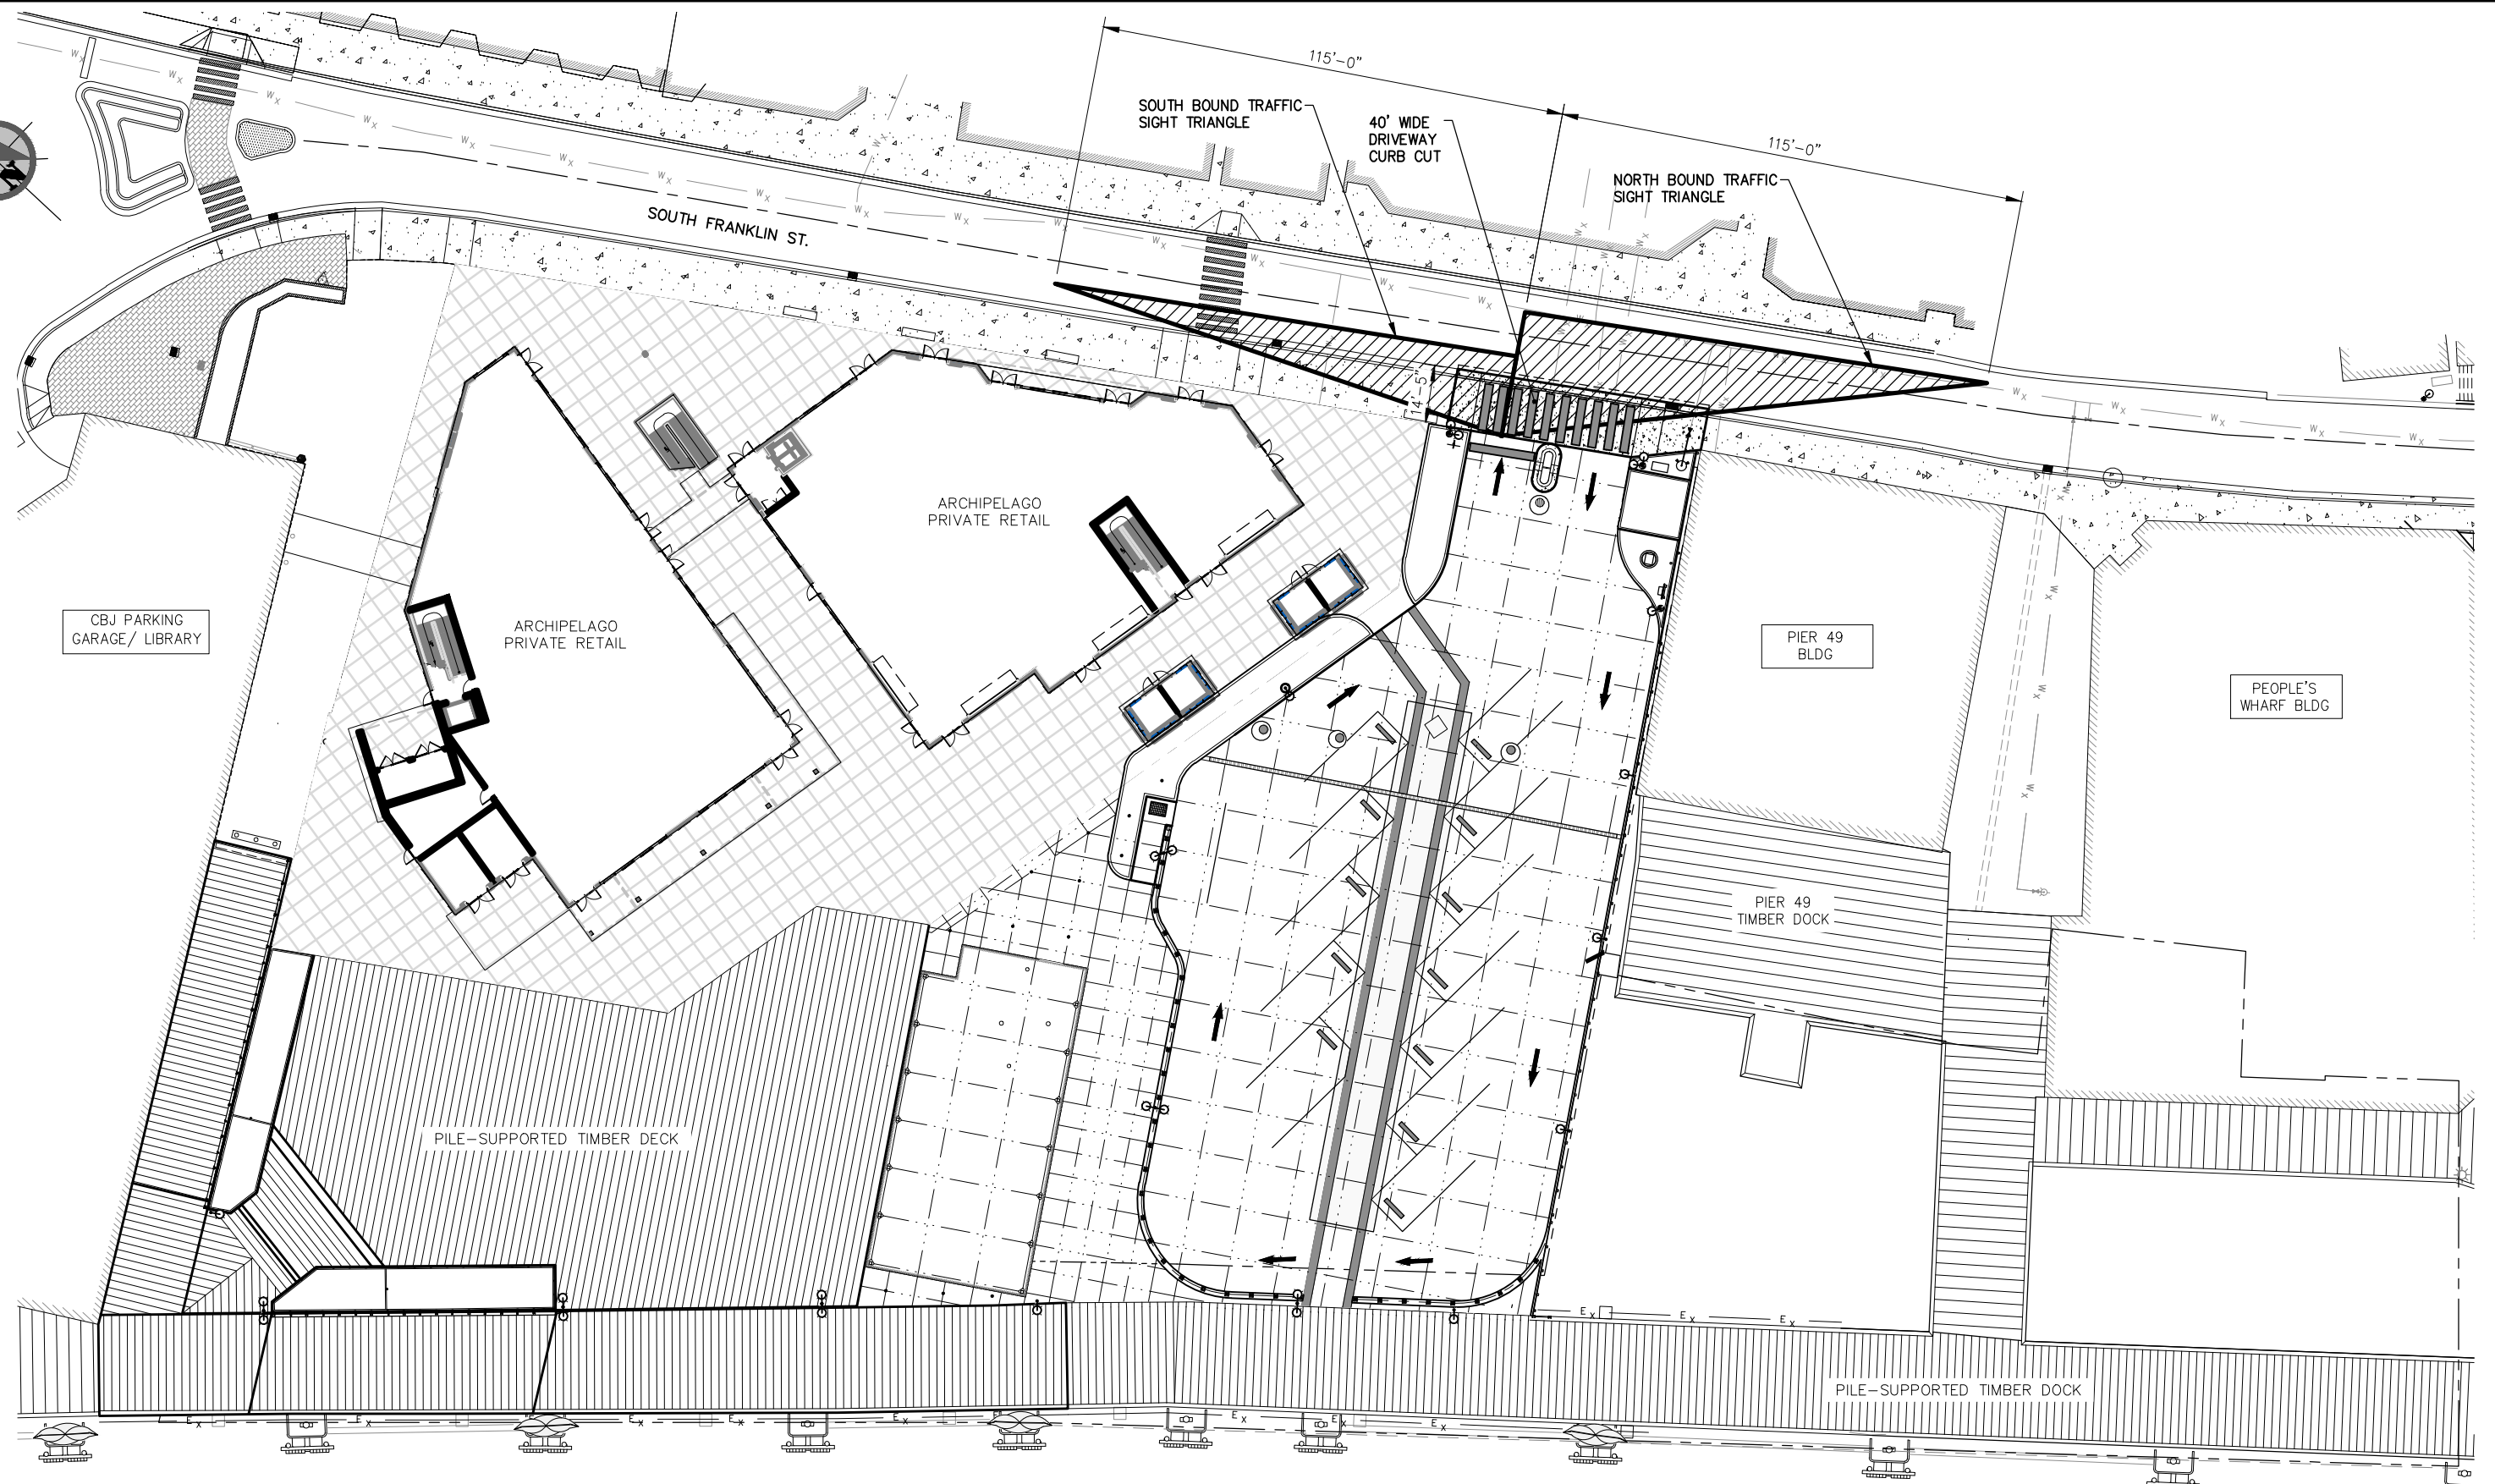 115'-0"
SOUTH BOUND TRAFFIC
SIGHT TRIANGLE
40' WIDE
DRIVEWAY
CURB CUT
115'-0"
NORTH BOUND TRAFFIC
SIGHT TRIANGLE
N
SOUTH FRANKLIN ST.
14'-5"
ARCHIPELAGO
PRIVATE RETAIL
CBJ PARKING
GARAGE/ LIBRARY
ARCHIPELAGO
PRIVATE RETAIL
PIER 49
BLDG
PEOPLE'S
WHARF BLDG
PIER 49
TIMBER DOCK
PILE-SUPPORTED TIMBER DECK
PILE-SUPPORTED TIMBER DOCK